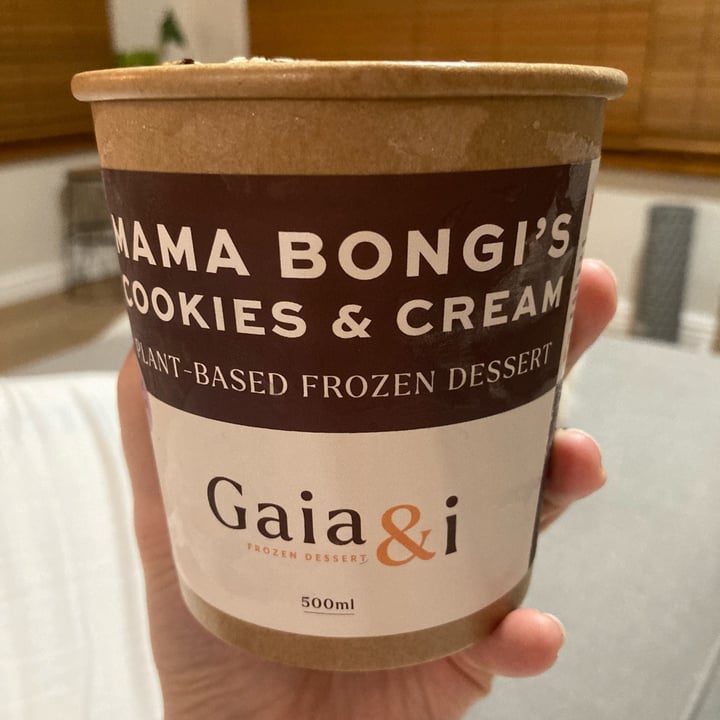 MAMA BONGI'S
COOKIES & CREAM
PLANT-BASED FROZEN DESSERT
Gaia&i
FROZEN DESSERT
500ml